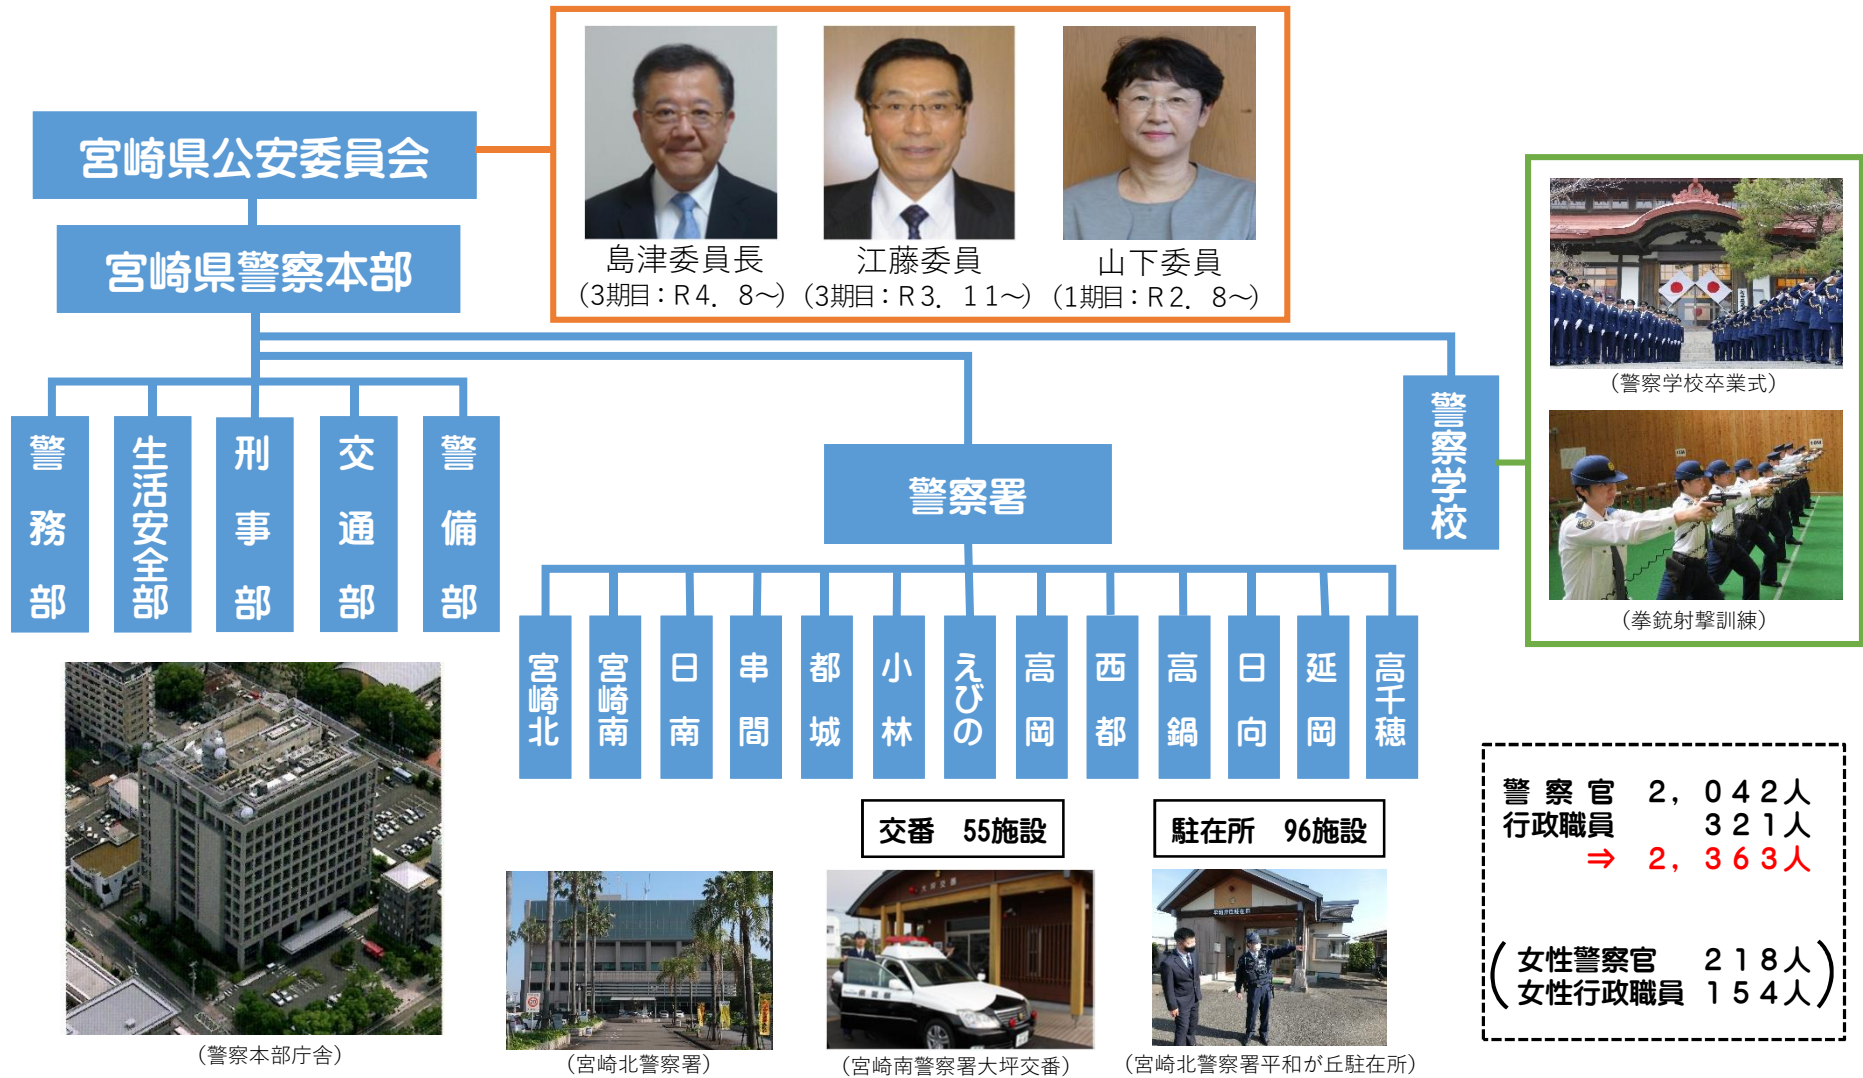 宮崎県公安委員会
島津委員長
(3期目：R4. 8～)
江藤委員
(3期目：R3. 11～)
山下委員
(1期目：R2. 8～)
宮崎県警察本部
警務部
生活安全部
刑事部
交通部
警備部
警察署
警察学校
(警察学校卒業式)
(拳銃射撃訓練)
宮崎北
宮崎南
日南
串間
都城
小林
えびの
高岡
西都
高鍋
日向
延岡
高千穂
交番 55施設
駐在所 96施設
(警察本部庁舎)
(宮崎北警察署)
大坪交番
(宮崎南警察署大坪交番)
(宮崎北警察署平和が丘駐在所)
警察官 2, 042人
行政職員 321人
⇒ 2, 363人
女性警察官 218人
女性行政職員 154人